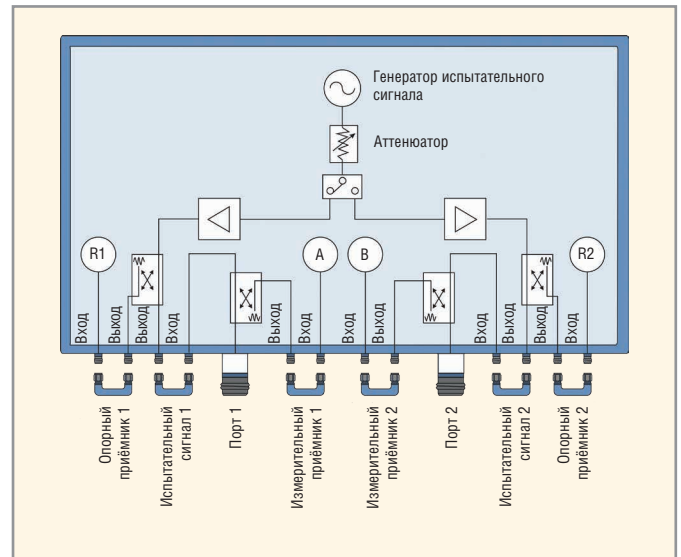 Генератор испытательного
сигнала
Аттенюатор
R1
A
B
R2
Вход
Выход
Выход
Вход
Выход
Вход
Вход
Выход
Вход
Выход
Выход
Вход
Опорный
приёмник 1
Испытательный
сигнал 1
Порт 1
Измерительный
приёмник 1
Измерительный
приёмник 2
Порт 2
Испытательный
сигнал 2
Опорный
приёмник 2